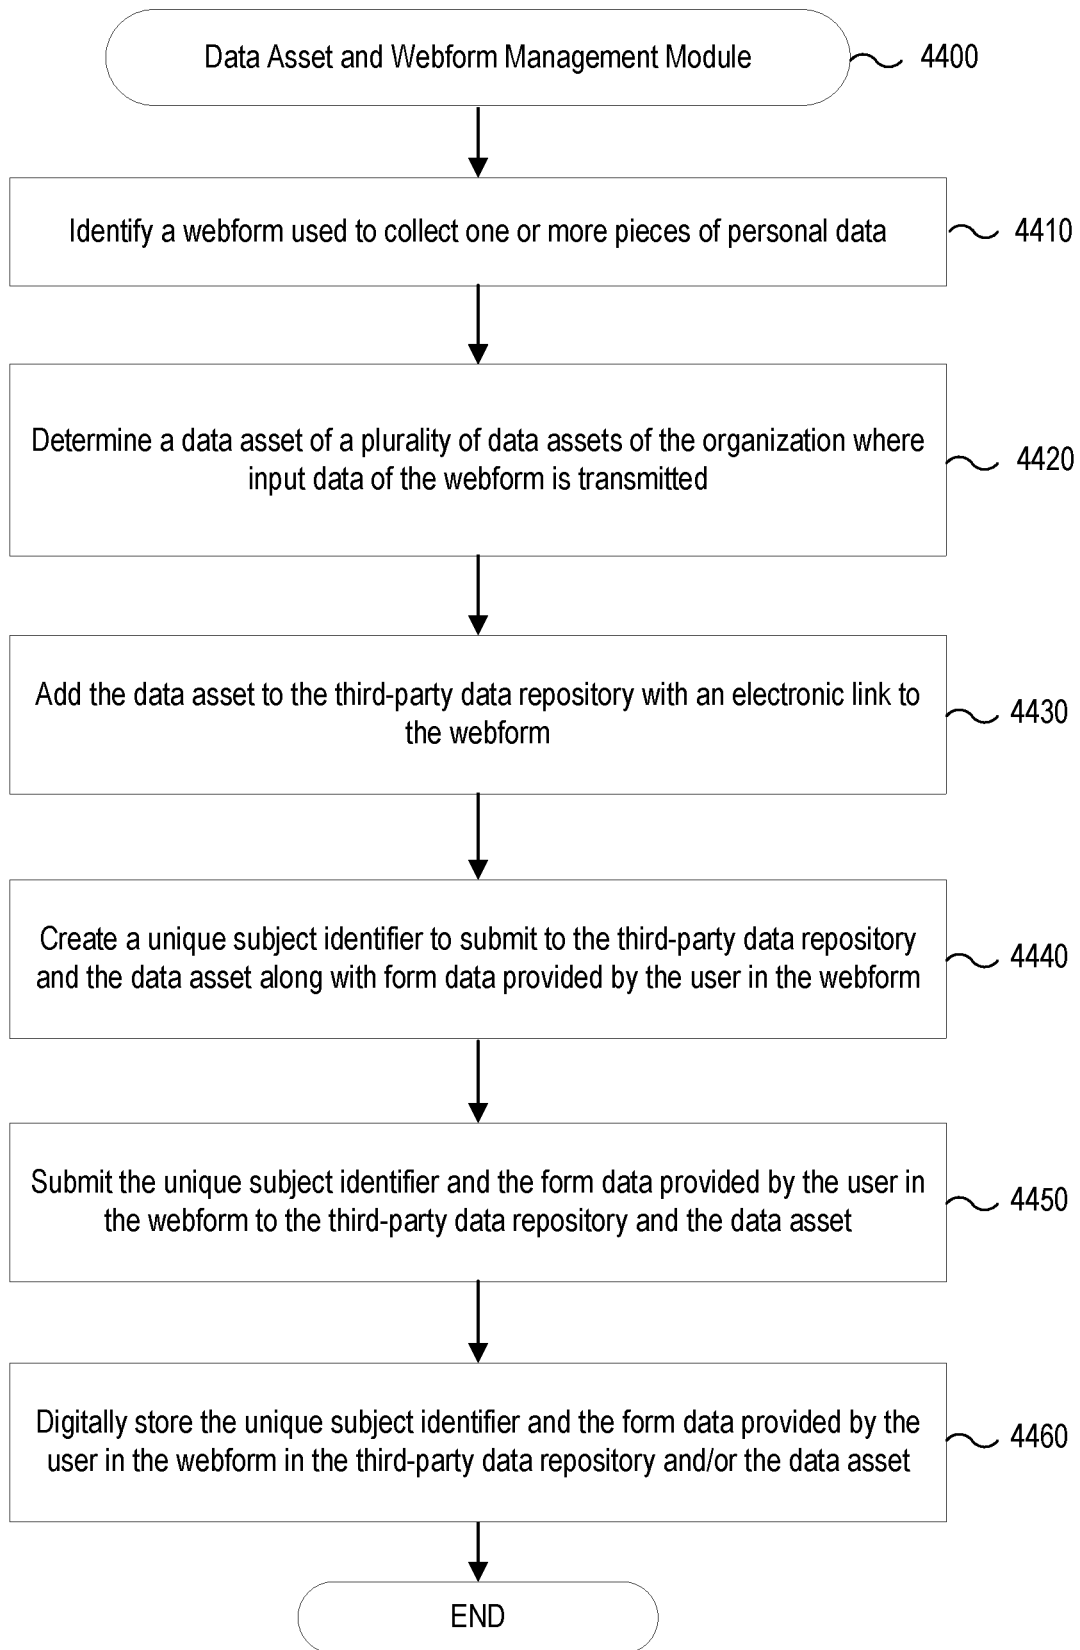 Data Asset and Webform Management Module
4400
Identify a webform used to collect one or more pieces of personal data
4410
Determine a data asset of a plurality of data assets of the organization where
input data of the webform is transmitted
4420
Add the data asset to the third-party data repository with an electronic link to
the webform
4430
Create a unique subject identifier to submit to the third-party data repository
and the data asset along with form data provided by the user in the webform
4440
Submit the unique subject identifier and the form data provided by the user in
the webform to the third-party data repository and the data asset
4450
Digitally store the unique subject identifier and the form data provided by the
user in the webform in the third-party data repository and/or the data asset
4460
END